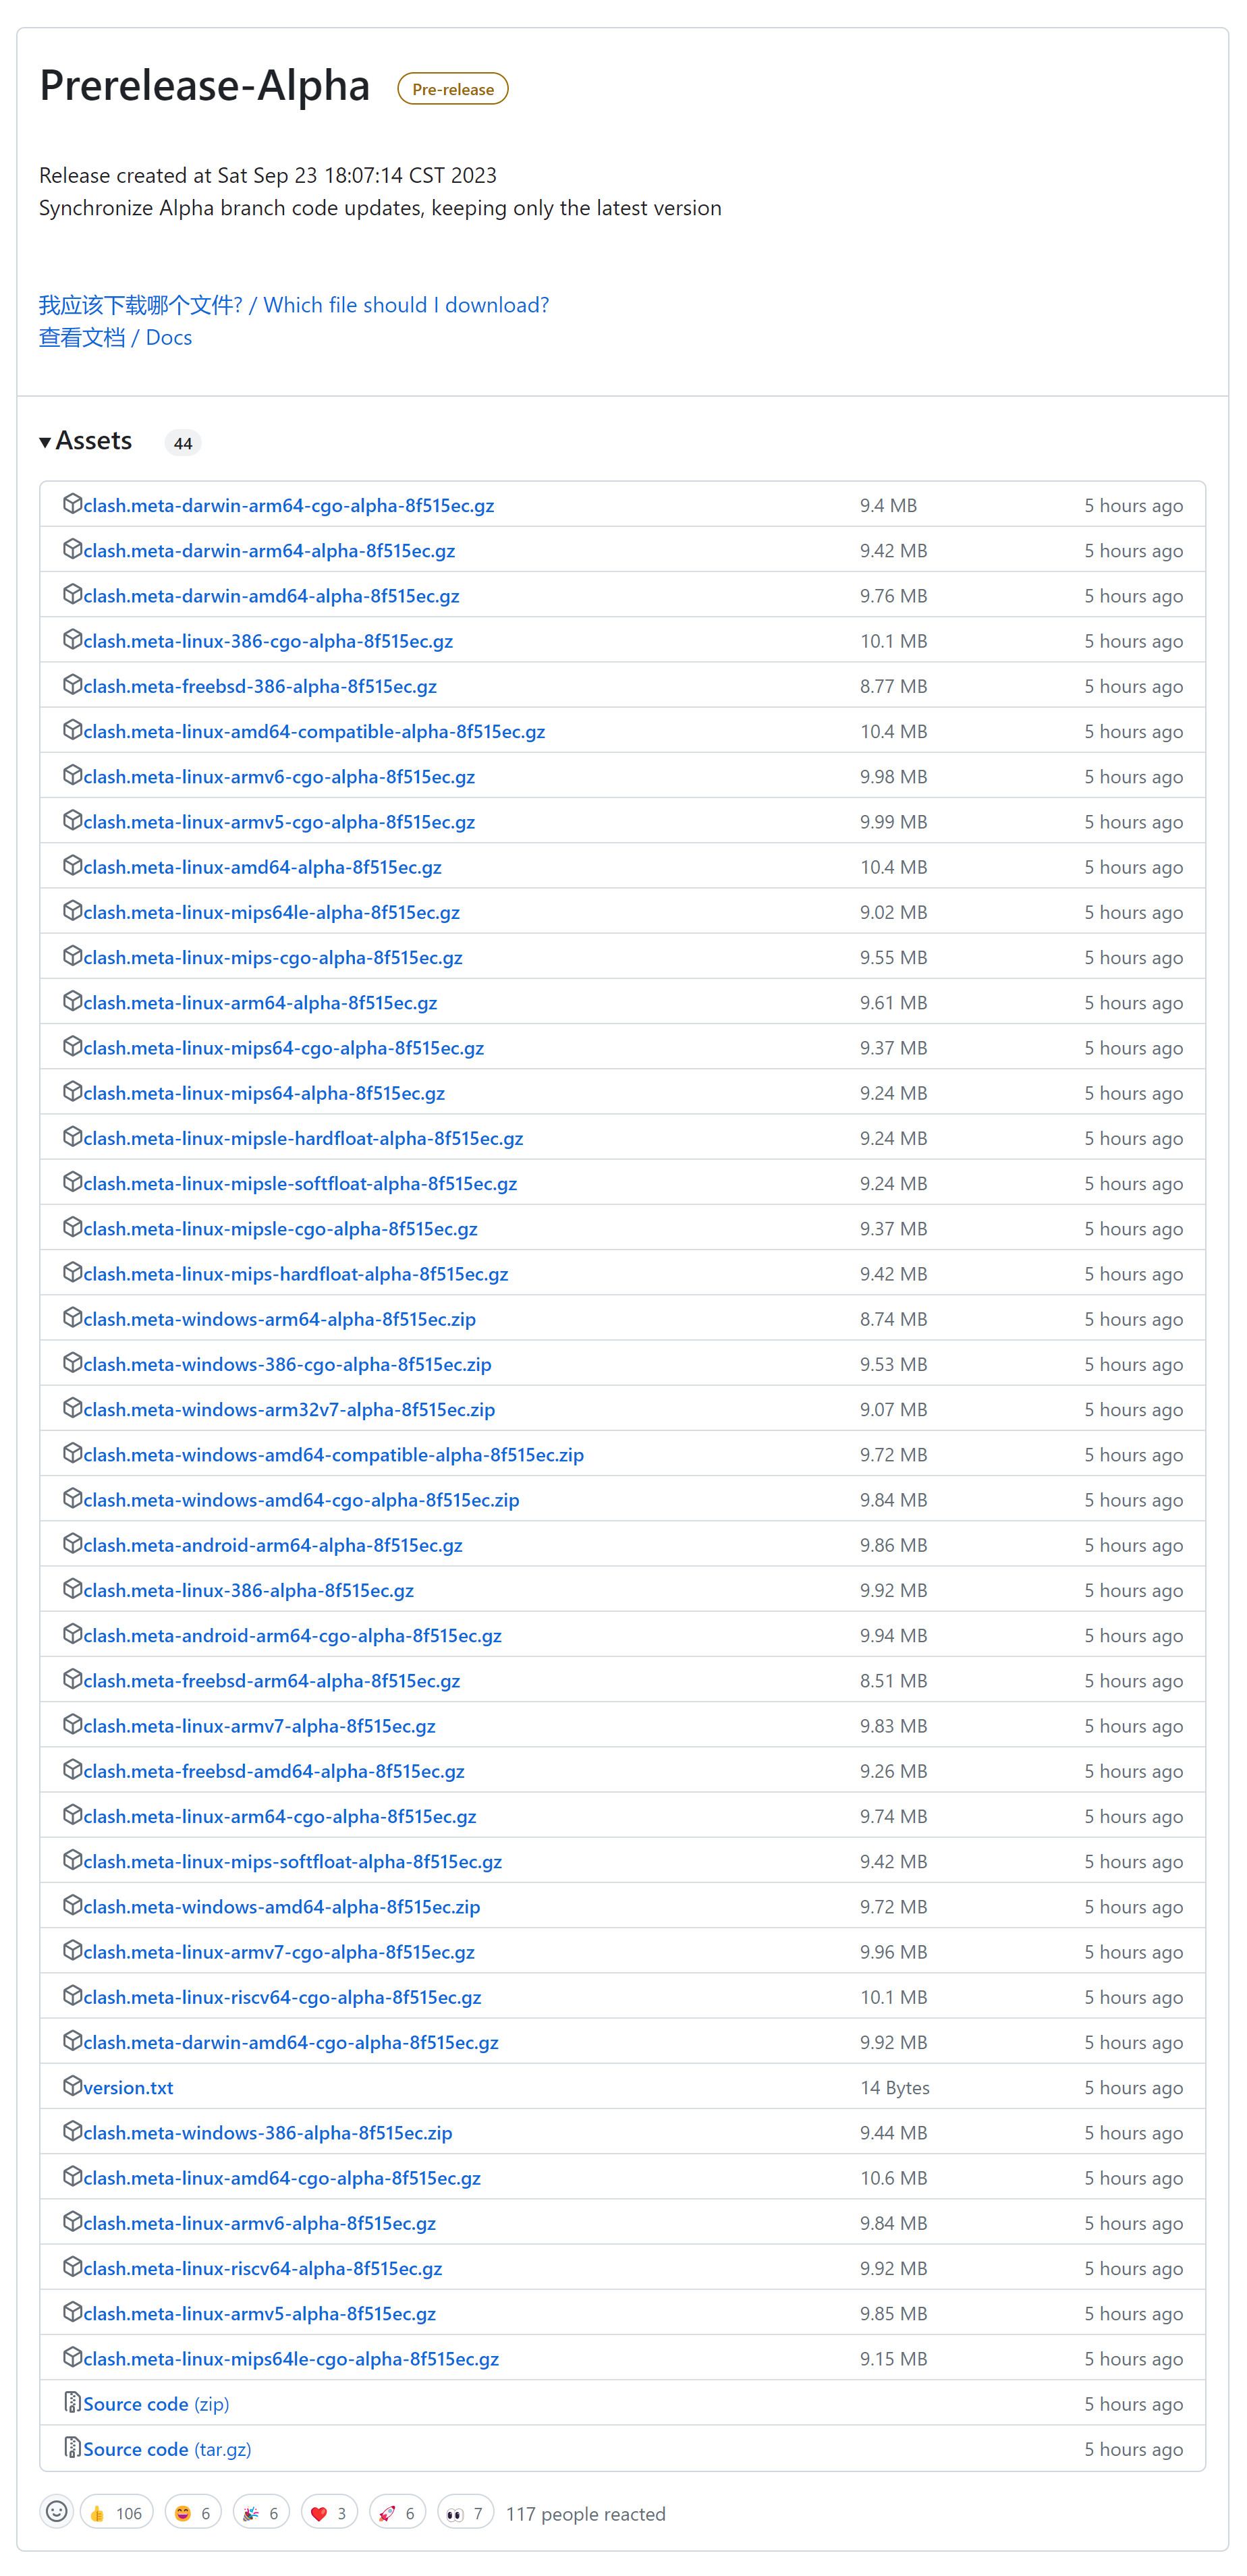 Prerelease-Alpha Pre-release
Release created at Sat Sep 23 18:07:14 CST 2023
Synchronize Alpha branch code updates, keeping only the latest version
我应该下载哪个文件? / Which file should I download?
查看文档 / Docs
Assets 44
clash.meta-darwin-arm64-cgo-alpha-8f515ec.gz 9.4 MB 5 hours ago
clash.meta-darwin-arm64-alpha-8f515ec.gz 9.42 MB 5 hours ago
clash.meta-darwin-amd64-alpha-8f515ec.gz 9.76 MB 5 hours ago
clash.meta-linux-386-cgo-alpha-8f515ec.gz 10.1 MB 5 hours ago
clash.meta-freebsd-386-alpha-8f515ec.gz 8.77 MB 5 hours ago
clash.meta-linux-amd64-compatible-alpha-8f515ec.gz 10.4 MB 5 hours ago
clash.meta-linux-armv6-cgo-alpha-8f515ec.gz 9.98 MB 5 hours ago
clash.meta-linux-armv5-cgo-alpha-8f515ec.gz 9.99 MB 5 hours ago
clash.meta-linux-amd64-alpha-8f515ec.gz 10.4 MB 5 hours ago
clash.meta-linux-mips64le-alpha-8f515ec.gz 9.02 MB 5 hours ago
clash.meta-linux-mips-cgo-alpha-8f515ec.gz 9.55 MB 5 hours ago
clash.meta-linux-arm64-alpha-8f515ec.gz 9.61 MB 5 hours ago
clash.meta-linux-mips64-cgo-alpha-8f515ec.gz 9.37 MB 5 hours ago
clash.meta-linux-mips64-alpha-8f515ec.gz 9.24 MB 5 hours ago
clash.meta-linux-mipsle-hardfloat-alpha-8f515ec.gz 9.24 MB 5 hours ago
clash.meta-linux-mipsle-softfloat-alpha-8f515ec.gz 9.24 MB 5 hours ago
clash.meta-linux-mipsle-cgo-alpha-8f515ec.gz 9.37 MB 5 hours ago
clash.meta-linux-mips-hardfloat-alpha-8f515ec.gz 9.42 MB 5 hours ago
clash.meta-windows-arm64-alpha-8f515ec.zip 8.74 MB 5 hours ago
clash.meta-windows-386-cgo-alpha-8f515ec.zip 9.53 MB 5 hours ago
clash.meta-windows-arm32v7-alpha-8f515ec.zip 9.07 MB 5 hours ago
clash.meta-windows-amd64-compatible-alpha-8f515ec.zip 9.72 MB 5 hours ago
clash.meta-windows-amd64-cgo-alpha-8f515ec.zip 9.84 MB 5 hours ago
clash.meta-android-arm64-alpha-8f515ec.gz 9.86 MB 5 hours ago
clash.meta-linux-386-alpha-8f515ec.gz 9.92 MB 5 hours ago
clash.meta-android-arm64-cgo-alpha-8f515ec.gz 9.94 MB 5 hours ago
clash.meta-freebsd-arm64-alpha-8f515ec.gz 8.51 MB 5 hours ago
clash.meta-linux-armv7-alpha-8f515ec.gz 9.83 MB 5 hours ago
clash.meta-freebsd-amd64-alpha-8f515ec.gz 9.26 MB 5 hours ago
clash.meta-linux-arm64-cgo-alpha-8f515ec.gz 9.74 MB 5 hours ago
clash.meta-linux-mips-softfloat-alpha-8f515ec.gz 9.42 MB 5 hours ago
clash.meta-windows-amd64-alpha-8f515ec.zip 9.72 MB 5 hours ago
clash.meta-linux-armv7-cgo-alpha-8f515ec.gz 9.96 MB 5 hours ago
clash.meta-linux-riscv64-cgo-alpha-8f515ec.gz 10.1 MB 5 hours ago
clash.meta-darwin-amd64-cgo-alpha-8f515ec.gz 9.92 MB 5 hours ago
version.txt 14 Bytes 5 hours ago
clash.meta-windows-386-alpha-8f515ec.zip 9.44 MB 5 hours ago
clash.meta-linux-amd64-cgo-alpha-8f515ec.gz 10.6 MB 5 hours ago
clash.meta-linux-armv6-alpha-8f515ec.gz 9.84 MB 5 hours ago
clash.meta-linux-riscv64-alpha-8f515ec.gz 9.92 MB 5 hours ago
clash.meta-linux-armv5-alpha-8f515ec.gz 9.85 MB 5 hours ago
clash.meta-linux-mips64le-cgo-alpha-8f515ec.gz 9.15 MB 5 hours ago
Source code (zip) 5 hours ago
Source code (tar.gz) 5 hours ago
106 6 6 3 6 7 117 people reacted